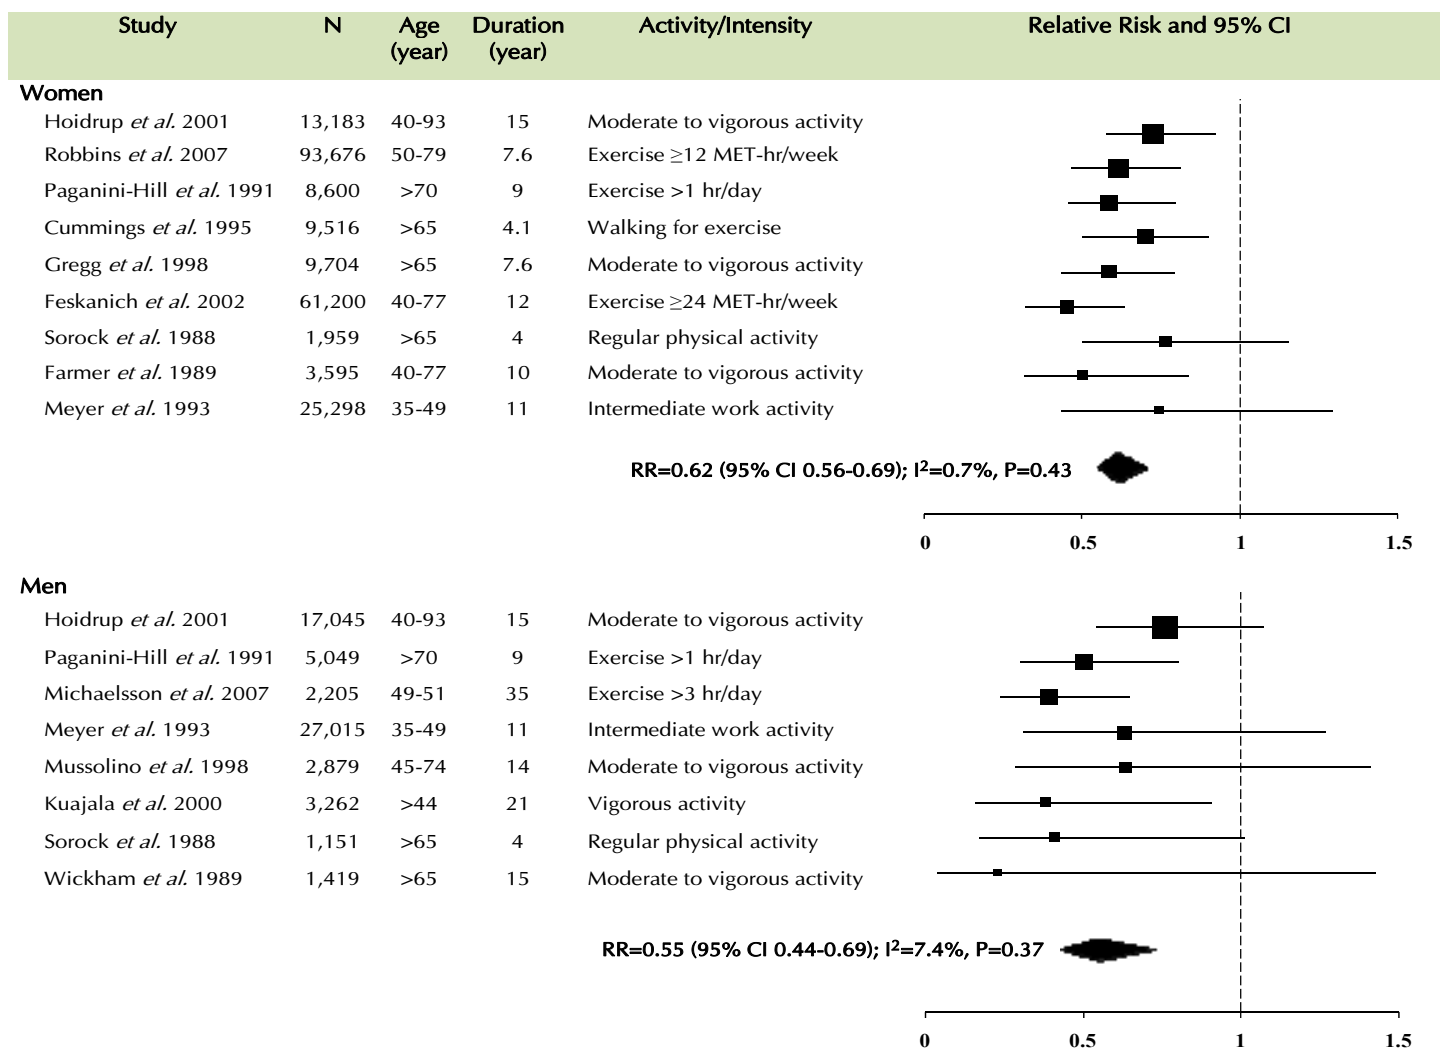 Study N Age Duration Activity/Intensity Relative Risk and 95% CI
(year) (year)
Women
Hoidrup et al. 2001 13,183 40-93 15 Moderate to vigorous activity
Robbins et al. 2007 93,676 50-79 7.6 Exercise ≥12 MET-hr/week
Paganini-Hill et al. 1991 8,600 >70 9 Exercise >1 hr/day
Cummings et al. 1995 9,516 >65 4.1 Walking for exercise
Gregg et al. 1998 9,704 >65 7.6 Moderate to vigorous activity
Feskanich et al. 2002 61,200 40-77 12 Exercise ≥24 MET-hr/week
Sorock et al. 1988 1,959 >65 4 Regular physical activity
Farmer et al. 1989 3,595 40-77 10 Moderate to vigorous activity
Meyer et al. 1993 25,298 35-49 11 Intermediate work activity
RR=0.62 (95% CI 0.56-0.69); I²=0.7%, P=0.43
0 0.5 1 1.5
Men
Hoidrup et al. 2001 17,045 40-93 15 Moderate to vigorous activity
Paganini-Hill et al. 1991 5,049 >70 9 Exercise >1 hr/day
Michaelsson et al. 2007 2,205 49-51 35 Exercise >3 hr/day
Meyer et al. 1993 27,015 35-49 11 Intermediate work activity
Mussolino et al. 1998 2,879 45-74 14 Moderate to vigorous activity
Kuajala et al. 2000 3,262 >44 21 Vigorous activity
Sorock et al. 1988 1,151 >65 4 Regular physical activity
Wickham et al. 1989 1,419 >65 15 Moderate to vigorous activity
RR=0.55 (95% CI 0.44-0.69); I²=7.4%, P=0.37
0 0.5 1 1.5